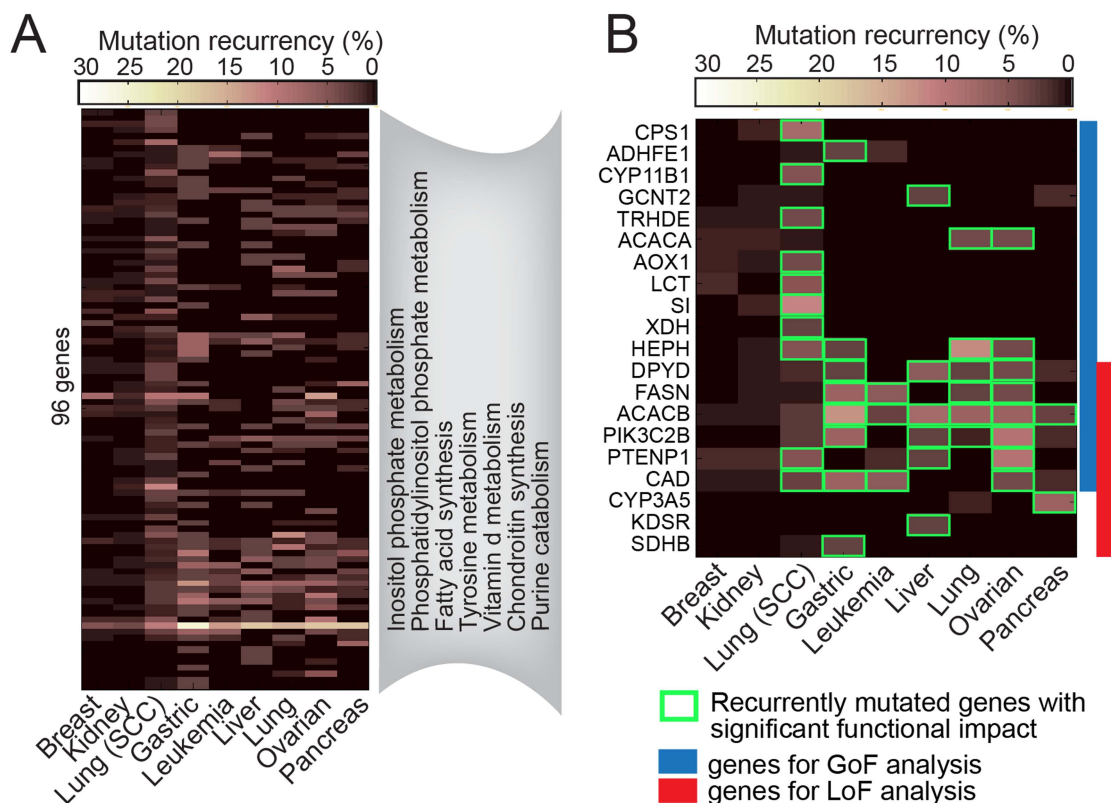 A
Mutation recurrency (%)
30 25 20 15 10 5 0
96 genes
Inositol phosphate metabolism
Phosphatidylinositol phosphate metabolism
Fatty acid synthesis
Tyrosine metabolism
Vitamin d metabolism
Chondroitin synthesis
Purine catabolism
Breast
Kidney
Lung (SCC)
Gastric
Leukemia
Liver
Lung
Ovarian
Pancreas
B
Mutation recurrency (%)
30 25 20 15 10 5 0
CPS1
ADHFE1
CYP11B1
GCNT2
TRHDE
ACACA
AOX1
LCT
SI
XDH
HEPH
DPYD
FASN
ACACB
PIK3C2B
PTENP1
CAD
CYP3A5
KDSR
SDHB
Breast
Kidney
Lung (SCC)
Gastric
Leukemia
Liver
Lung
Ovarian
Pancreas
Recurrently mutated genes with
significant functional impact
genes for GoF analysis
genes for LoF analysis